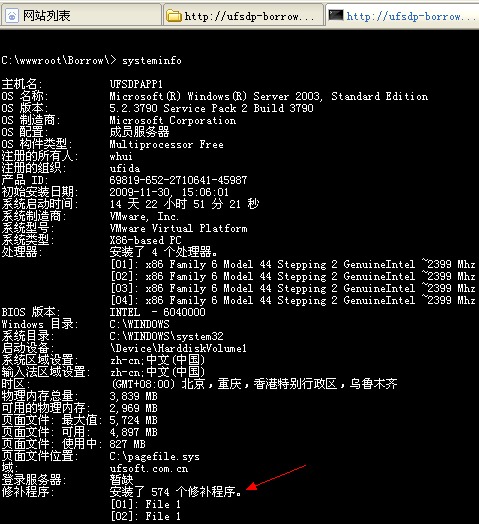 网站列表
http://ufsdp-borrow...
http://ufsdp-borrow...
C:\wwwroot\Borrow\> systeminfo
主机名: UFSDPAPP1
OS 名称: Microsoft(R) Windows(R) Server 2003, Standard Edition
OS 版本: 5.2.3790 Service Pack 2 Build 3790
OS 制造商: Microsoft Corporation
OS 配置: 成员服务器
OS 构件类型: Multiprocessor Free
注册的所有人: whui
注册的组织: ufida
产品 ID: 69819-652-2710641-45987
初始安装日期: 2009-11-30, 15:06:01
系统启动时间: 14 天 22 小时 51 分 21 秒
系统制造商: VMware, Inc.
系统型号: VMware Virtual Platform
系统类型: X86-based PC
处理器: 安装了 4 个处理器。
[01]: x86 Family 6 Model 44 Stepping 2 GenuineIntel ~2399 Mhz
[02]: x86 Family 6 Model 44 Stepping 2 GenuineIntel ~2399 Mhz
[03]: x86 Family 6 Model 44 Stepping 2 GenuineIntel ~2399 Mhz
[04]: x86 Family 6 Model 44 Stepping 2 GenuineIntel ~2399 Mhz
BIOS 版本: INTEL - 6040000
Windows 目录: C:\WINDOWS
系统目录: C:\WINDOWS\system32
启动设备: \Device\HarddiskVolume1
系统区域设置: zh-cn;中文(中国)
输入法区域设置: zh-cn;中文(中国)
时区: (GMT+08:00) 北京，重庆，香港特别行政区，乌鲁木齐
物理内存总量: 3,839 MB
可用的物理内存: 2,969 MB
页面文件: 最大值: 5,724 MB
页面文件: 可用: 4,897 MB
页面文件: 使用中: 827 MB
页面文件位置: C:\pagefile.sys
域: ufsoft.com.cn
登录服务器: 暂缺
修补程序: 安装了 574 个修补程序。
[01]: File 1
[02]: File 1